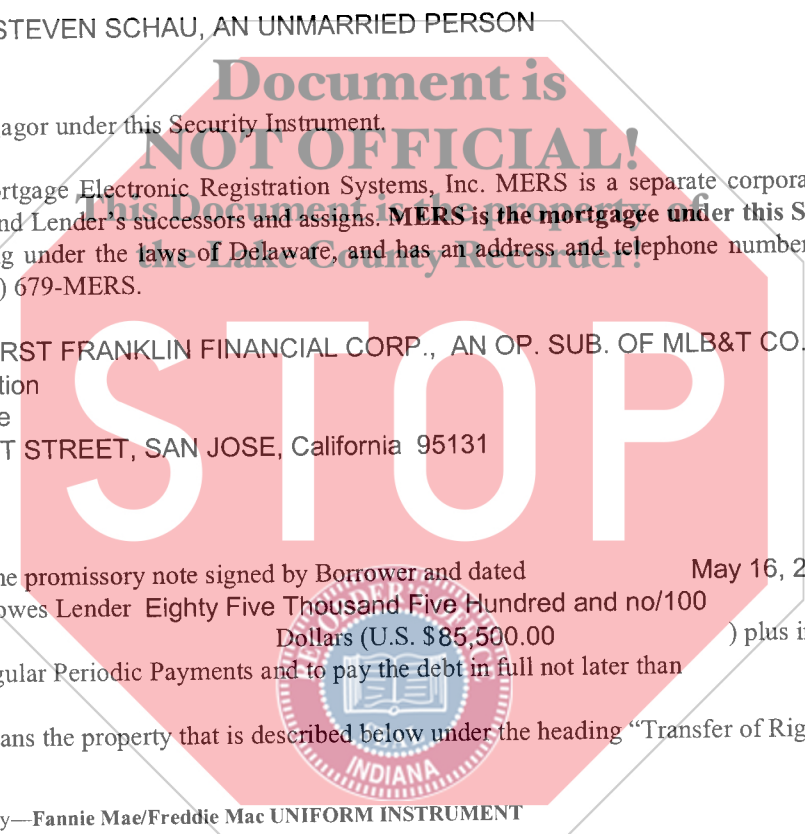 STEVEN SCHAU, AN UNMARRIED PERSON
Document is
agor under this Security Instrument.
NOT OFFICIAL!
ortgage Electronic Registration Systems, Inc. MERS is a separate corpora
This Document is the property of
nd Lender's successors and assigns. MERS is the mortgagee under this S
g under the laws of Delaware, and has an address and telephone number
the Lake County Recorder!
) 679-MERS.
STOP
RST FRANKLIN FINANCIAL CORP., AN OP. SUB. OF MLB&T CO.
tion
e
T STREET, SAN JOSE, California 95131
he promissory note signed by Borrower and dated May 16, 2
owes Lender Eighty Five Thousand Five Hundred and no/100
Dollars (U.S. $85,500.00 ) plus i
gular Periodic Payments and to pay the debt in full not later than
ans the property that is described below under the heading “Transfer of Rig
INDIANA
y—Fannie Mae/Freddie Mac UNIFORM INSTRUMENT